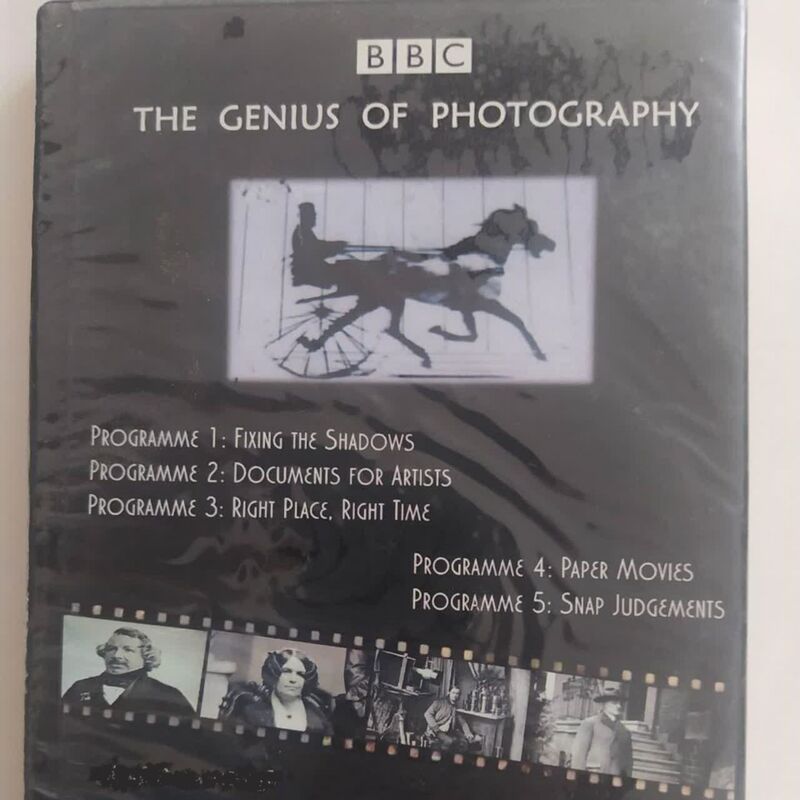 BBC
THE GENIUS OF PHOTOGRAPHY
PROGRAMME 1: FIXING THE SHADOWS
PROGRAMME 2: DOCUMENTS FOR ARTISTS
PROGRAMME 3: RIGHT PLACE, RIGHT TIME
PROGRAMME 4: PAPER MOVIES
PROGRAMME 5: SNAP JUDGEMENTS